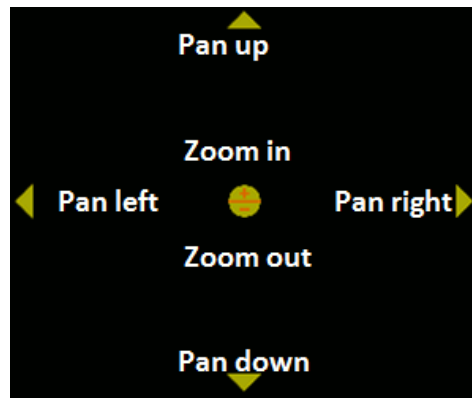 Pan up
Zoom in
Pan left
Pan right
Zoom out
Pan down